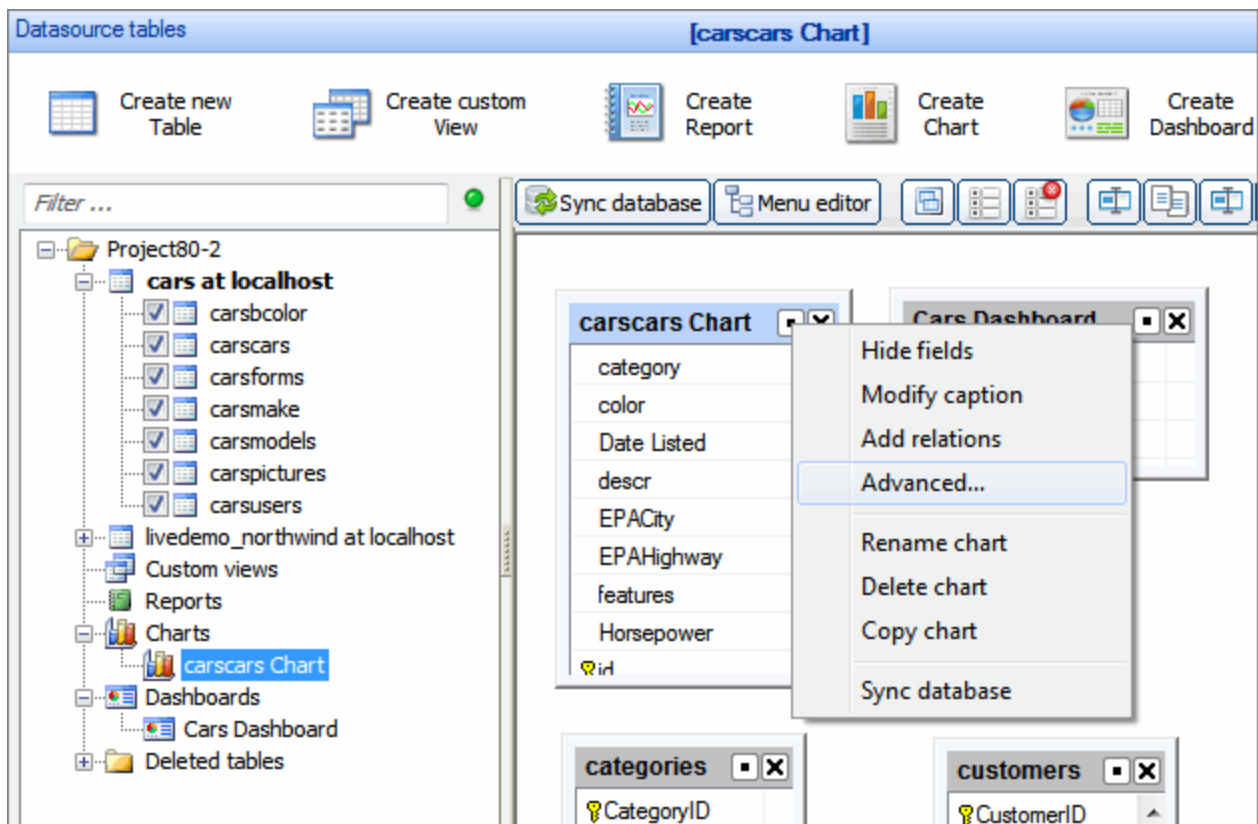 Datasource tables
[carscars Chart]
Create new
Table
Create custom
View
Create
Report
Create
Chart
Create
Dashboard
Filter ...
Sync database
Menu editor
Project80-2
cars at localhost
carsbcolor
carscars
carsforms
carsmake
carsmodels
carspictures
carsusers
livedemo_northwind at localhost
Custom views
Reports
Charts
carscars Chart
Dashboards
Cars Dashboard
Deleted tables
carscars Chart
category
color
Date Listed
descr
EPACity
EPAHighway
features
Horsepower
id
Cars Dashboard
Hide fields
Modify caption
Add relations
Advanced...
Rename chart
Delete chart
Copy chart
Sync database
categories
CategoryID
customers
CustomerID